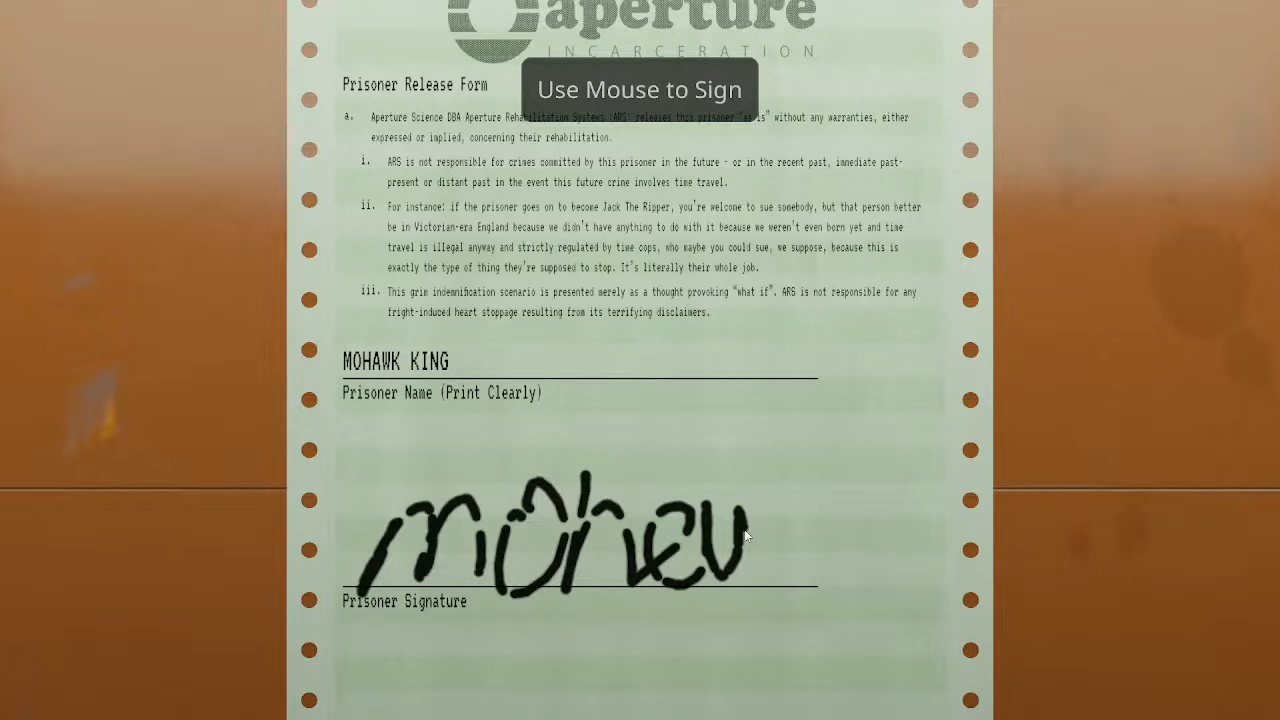 aperture
INCARCERATION
Use Mouse to Sign
Prisoner Release Form
a. Aperture Science DBA Aperture Rehabilitation Systems (ARS) releases this prisoner "as is" without any warranties, either
expressed or implied, concerning their rehabilitation.
i. ARS is not responsible for crimes committed by this prisoner in the future - or in the recent past, immediate past-
present or distant past in the event this future crime involves time travel.
ii. For instance: if the prisoner goes on to become Jack The Ripper, you're welcome to sue somebody, but that person better
be in Victorian-era England because we didn't have anything to do with it because we weren't even born yet and time
travel is illegal anyway and strictly regulated by time cops, who maybe you could sue, we suppose, because this is
exactly the type of thing they're supposed to stop. It's literally their whole job.
iii. This grim indemnification scenario is presented merely as a thought provoking "what if". ARS is not responsible for any
fright-induced heart stoppage resulting from its terrifying disclaimers.
MOHAWK KING
Prisoner Name (Print Clearly)
Prisoner Signature